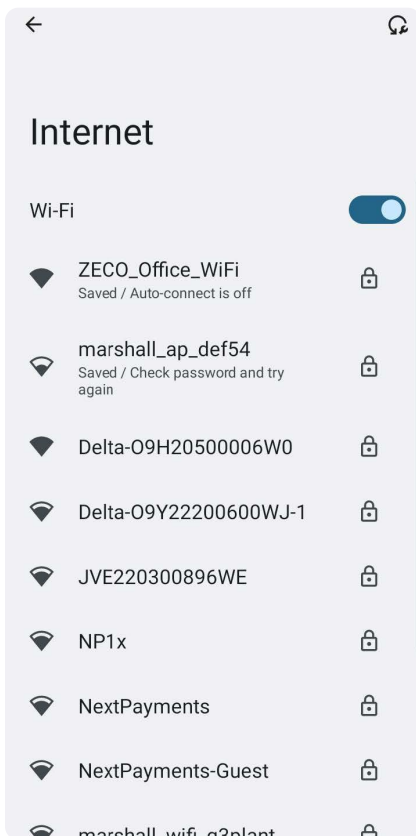 Internet
Wi-Fi
ZECO_Office_WiFi
Saved / Auto-connect is off
marshall_ap_def54
Saved / Check password and try
again
Delta-O9H20500006W0
Delta-O9Y22200600WJ-1
JVE220300896WE
NP1x
NextPayments
NextPayments-Guest
marshall_wifi_g3plant